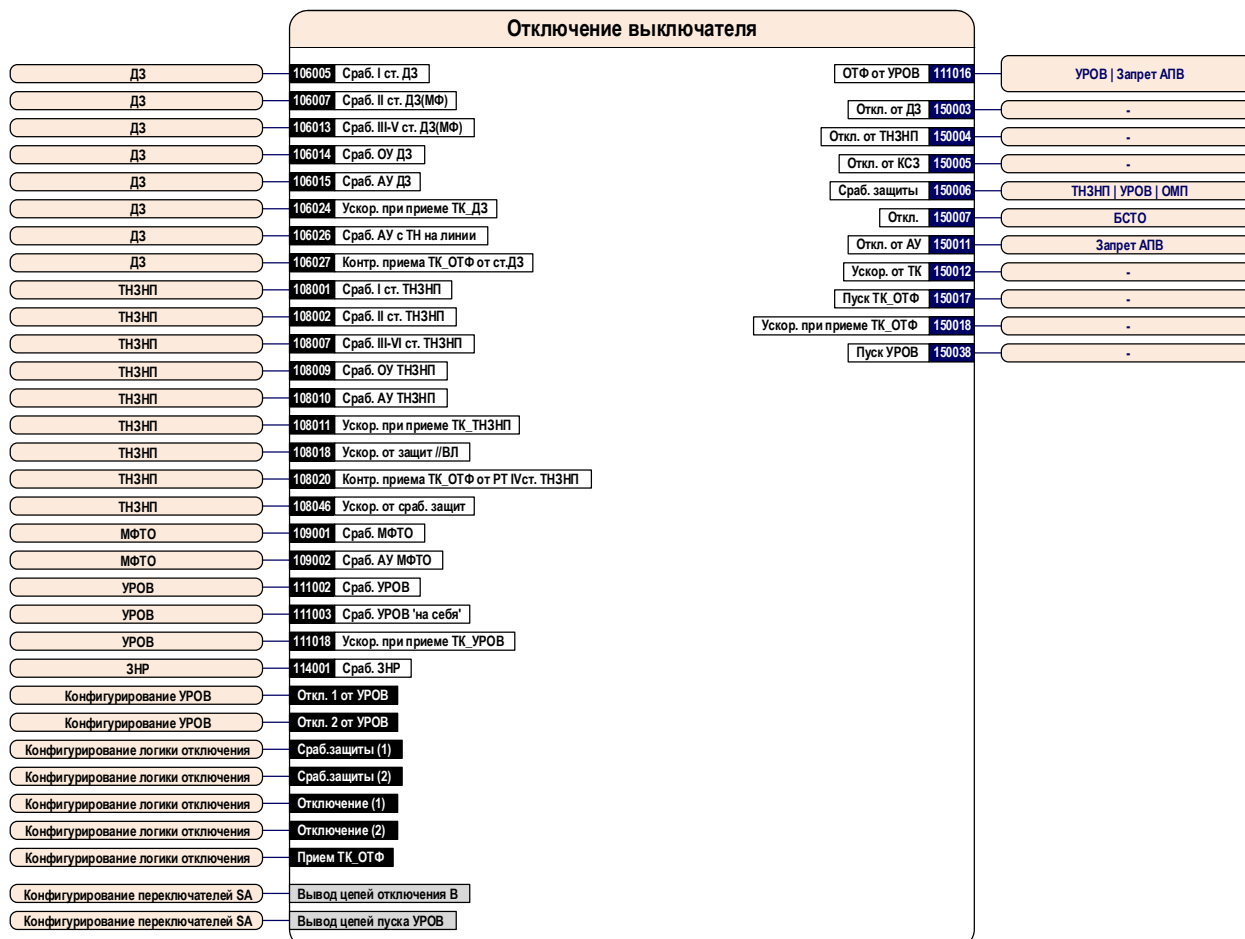 Отключение выключателя
ДЗ 106005 Сраб. I ст. ДЗ
ДЗ 106007 Сраб. II ст. ДЗ(МФ)
ДЗ 106013 Сраб. III-V ст. ДЗ(МФ)
ДЗ 106014 Сраб. ОУ ДЗ
ДЗ 106015 Сраб. АУ ДЗ
ДЗ 106024 Ускор. при приеме ТК_ДЗ
ДЗ 106026 Сраб. АУ с ТН на линии
ДЗ 106027 Контр. приема ТК_ОТФ от ст.ДЗ
ТНЗНП 108001 Сраб. I ст. ТНЗНП
ТНЗНП 108002 Сраб. II ст. ТНЗНП
ТНЗНП 108007 Сраб. III-VI ст. ТНЗНП
ТНЗНП 108009 Сраб. ОУ ТНЗНП
ТНЗНП 108010 Сраб. АУ ТНЗНП
ТНЗНП 108011 Ускор. при приеме ТК_ТНЗНП
ТНЗНП 108018 Ускор. от защит //ВЛ
ТНЗНП 108020 Контр. приема ТК_ОТФ от РТ IVст. ТНЗНП
ТНЗНП 108046 Ускор. от сраб. защит
МФТО 109001 Сраб. МФТО
МФТО 109002 Сраб. АУ МФТО
УРОВ 111002 Сраб. УРОВ
УРОВ 111003 Сраб. УРОВ 'на себя'
УРОВ 111018 Ускор. при приеме ТК_УРОВ
ЗНР 114001 Сраб. ЗНР
Конфигурирование УРОВ Откл. 1 от УРОВ
Конфигурирование УРОВ Откл. 2 от УРОВ
Конфигурирование логики отключения Сраб.защиты (1)
Конфигурирование логики отключения Сраб.защиты (2)
Конфигурирование логики отключения Отключение (1)
Конфигурирование логики отключения Отключение (2)
Конфигурирование логики отключения Прием ТК_ОТФ
Конфигурирование переключателей SA Вывод цепей отключения В
Конфигурирование переключателей SA Вывод цепей пуска УРОВ
ОТФ от УРОВ 111016 УРОВ | Запрет АПВ
Откл. от ДЗ 150003 -
Откл. от ТНЗНП 150004 -
Откл. от КСЗ 150005 -
Сраб. защиты 150006 ТНЗНП | УРОВ | ОМП
Откл. 150007 БСТО
Откл. от АУ 150011 Запрет АПВ
Ускор. от ТК 150012 -
Пуск ТК_ОТФ 150017 -
Ускор. при приеме ТК_ОТФ 150018 -
Пуск УРОВ 150038 -